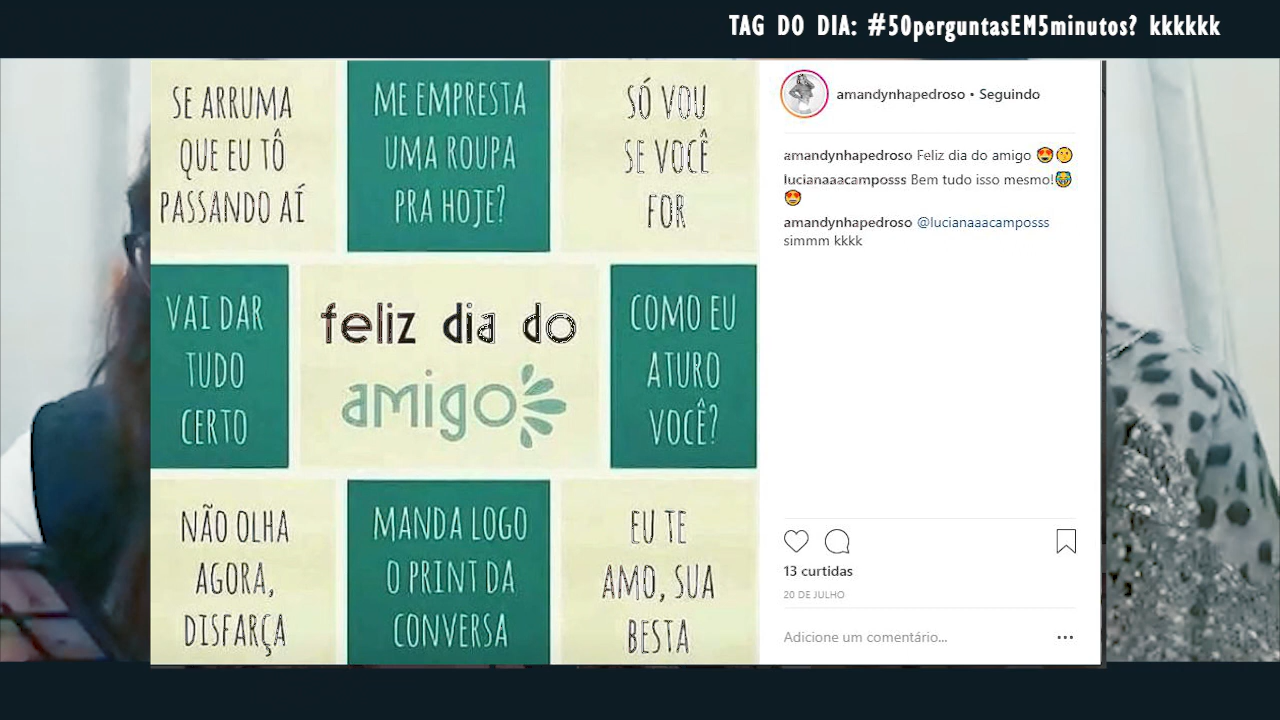 TAG DO DIA: #50perguntasEM5minutos? kkkkkk
SE ARRUMA
QUE EU TÔ
PASSANDO AÍ
ME EMPRESTA
UMA ROUPA
PRA HOJE?
SÓ VOU
SE VOCÊ
FOR
VAI DAR
TUDO
CERTO
feliz dia do
amigo
COMO EU
ATURO
VOCÊ?
NÃO OLHA
AGORA,
DISFARÇA
MANDA LOGO
O PRINT DA
CONVERSA
EU TE
AMO, SUA
BESTA
amandynhapedroso • Seguindo
amandynhapedroso Feliz dia do amigo 😍🤫
lucianaaacamposss Bem tudo isso mesmo!😂
😍
amandynhapedroso @lucianaaacamposss
simmm kkkk
13 curtidas
20 DE JULHO
Adicione um comentário...